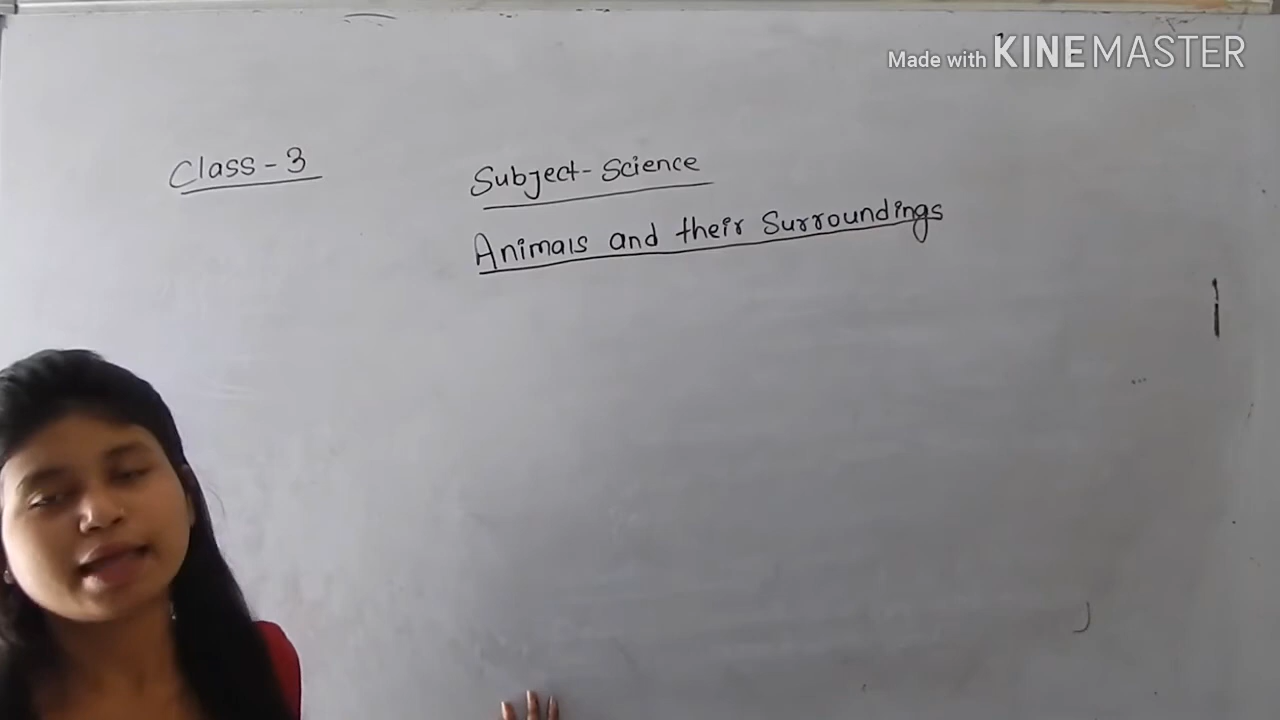 Made with KINEMASTER
Class - 3
Subject - Science
Animals and their Surroundings